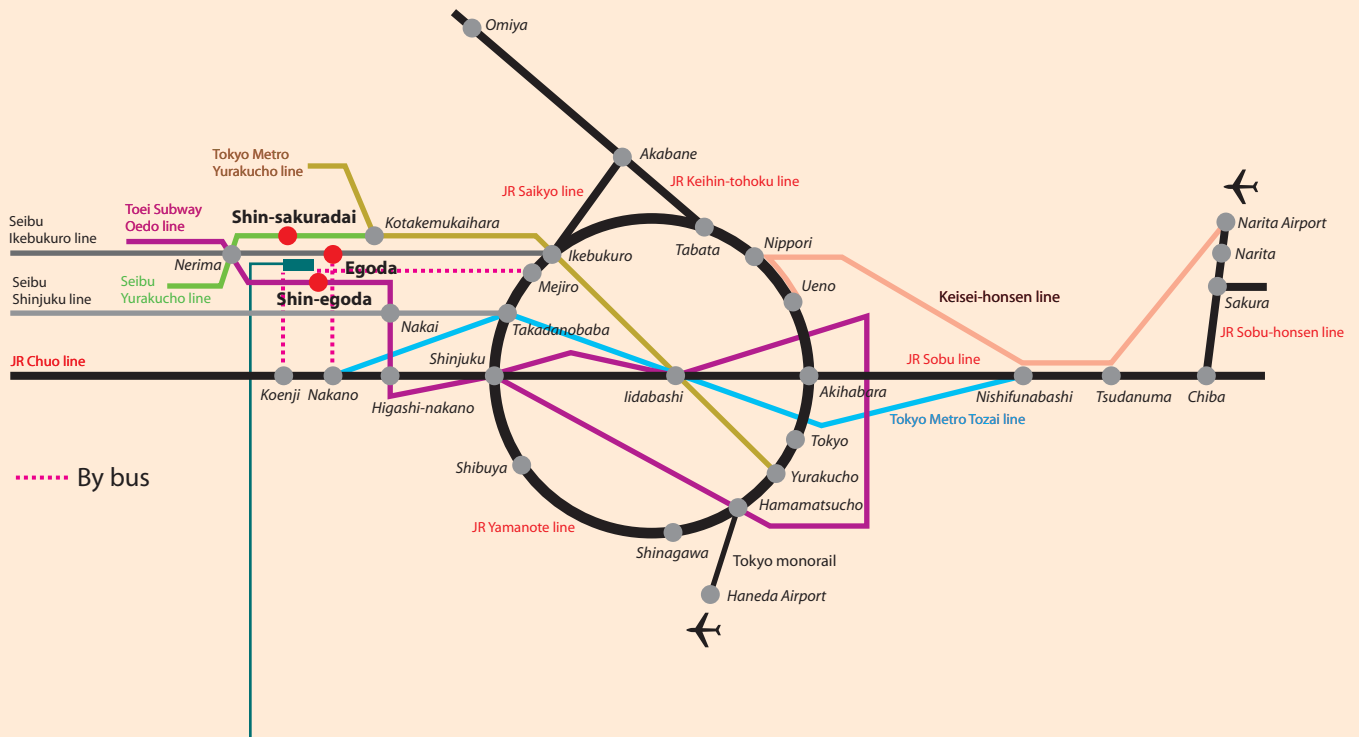 Omiya
Akabane
JR Keihin-tohoku line
JR Saikyo line
Tokyo Metro
Yurakucho line
Toei Subway
Oedo line
Shin-sakuradai
Kotakemukaihara
Seibu
Ikebukuro line
Nerima
Seibu
Yurakucho line
Seibu
Shinjuku line
Egoda
Shin-egoda
Ikebukuro
Mejiro
Tabata
Nippori
Ueno
Narita Airport
Narita
Sakura
Keisei-honsen line
JR Sobu-honsen line
Nakai
Takadanobaba
JR Chuo line
Shinjuku
JR Sobu line
Koenji
Nakano
Higashi-nakano
Iidabashi
Akihabara
Nishifunabashi
Tsudanuma
Chiba
Tokyo Metro Tozai line
Tokyo
Shibuya
Yurakucho
By bus
Hamamatsucho
JR Yamanote line
Shinagawa
Tokyo monorail
Haneda Airport